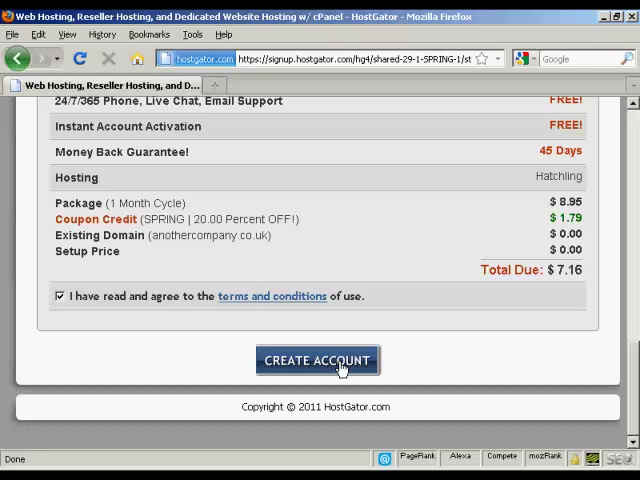 Web Hosting, Reseller Hosting, and Dedicated Website Hosting w/ cPanel - HostGator - Mozilla Firefox
File Edit View History Bookmarks Tools Help
hostgator.com https://signup.hostgator.com/hg4/shared-29-1-SPRING-1/st Google
Web Hosting, Reseller Hosting, and D...
24/7/365 Phone, Live Chat, Email Support FREE!
Instant Account Activation FREE!
Money Back Guarantee! 45 Days
Hosting Hatchling
Package (1 Month Cycle) $ 8.95
Coupon Credit (SPRING | 20.00 Percent OFF!) $ 1.79
Existing Domain (anothercompany.co.uk) $ 0.00
Setup Price $ 0.00
Total Due: $ 7.16
I have read and agree to the terms and conditions of use.
CREATE ACCOUNT
Copyright © 2011 HostGator.com
Done PageRank Alexa Compete mozRank